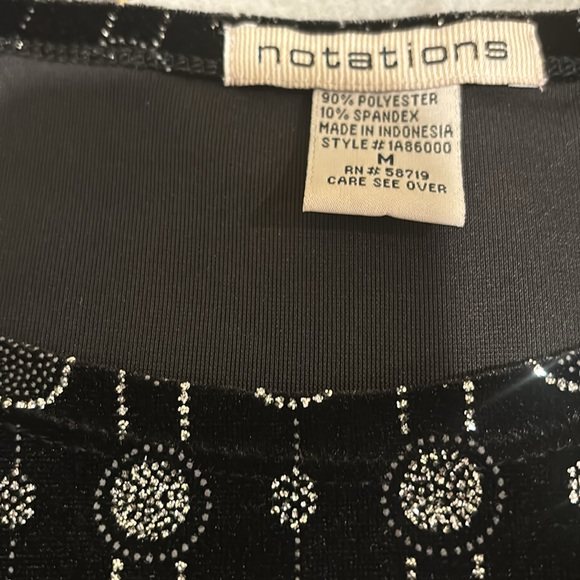 notations
90% POLYESTER
10% SPANDEX
MADE IN INDONESIA
STYLE # 1A86000
M
RN # 58719
CARE SEE OVER